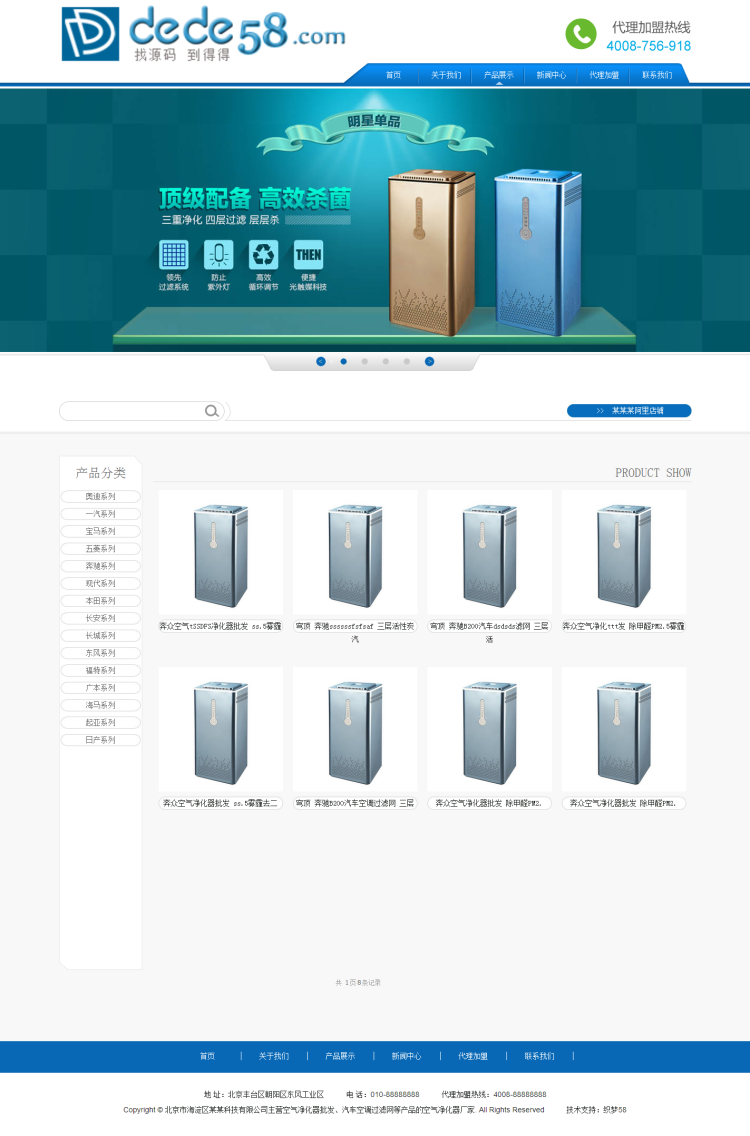 dede58.com
找源码 到得得
代理加盟热线
4008-756-918
首页 关于我们 产品展示 新闻中心 代理加盟 联系我们
明星单品
顶级配备 高效杀菌
三重净化 四层过滤 层层杀
THEN
领先 防止 高效 便捷
过滤系统 紫外灯 循环调节 光触媒科技
< >
>> 某某某阿里店铺
产品分类
PRODUCT SHOW
奥迪系列
一汽系列
宝马系列
五菱系列
奔驰系列
现代系列
本田系列
长安系列
长城系列
东风系列
福特系列
广本系列
海马系列
起亚系列
日产系列
奔众空气tSSDFS净化器批发 ss.5雾霾
穹顶 奔驰ssssssfsfsaf 三层活性炭汽
穹顶 奔驰B200汽车dsdsds滤网 三层活
奔众空气净化ttt发 除甲醛PM2.5雾霾
奔众空气净化器批发 ss.5雾霾去二
穹顶 奔驰B200汽车空调过滤网 三层
奔众空气净化器批发 除甲醛PM2.
奔众空气净化器批发 除甲醛PM2.
共 1页8条记录
首页 | 关于我们 | 产品展示 | 新闻中心 | 代理加盟 | 联系我们 |
地 址：北京丰台区朝阳区东风工业区 电 话：010-88888888 代理加盟热线：4008-88888888
Copyright © 北京市海淀区某某科技有限公司主营空气净化器批发、汽车空调过滤网等产品的空气净化器厂家. All Rights Reserved 技术支持：织梦58